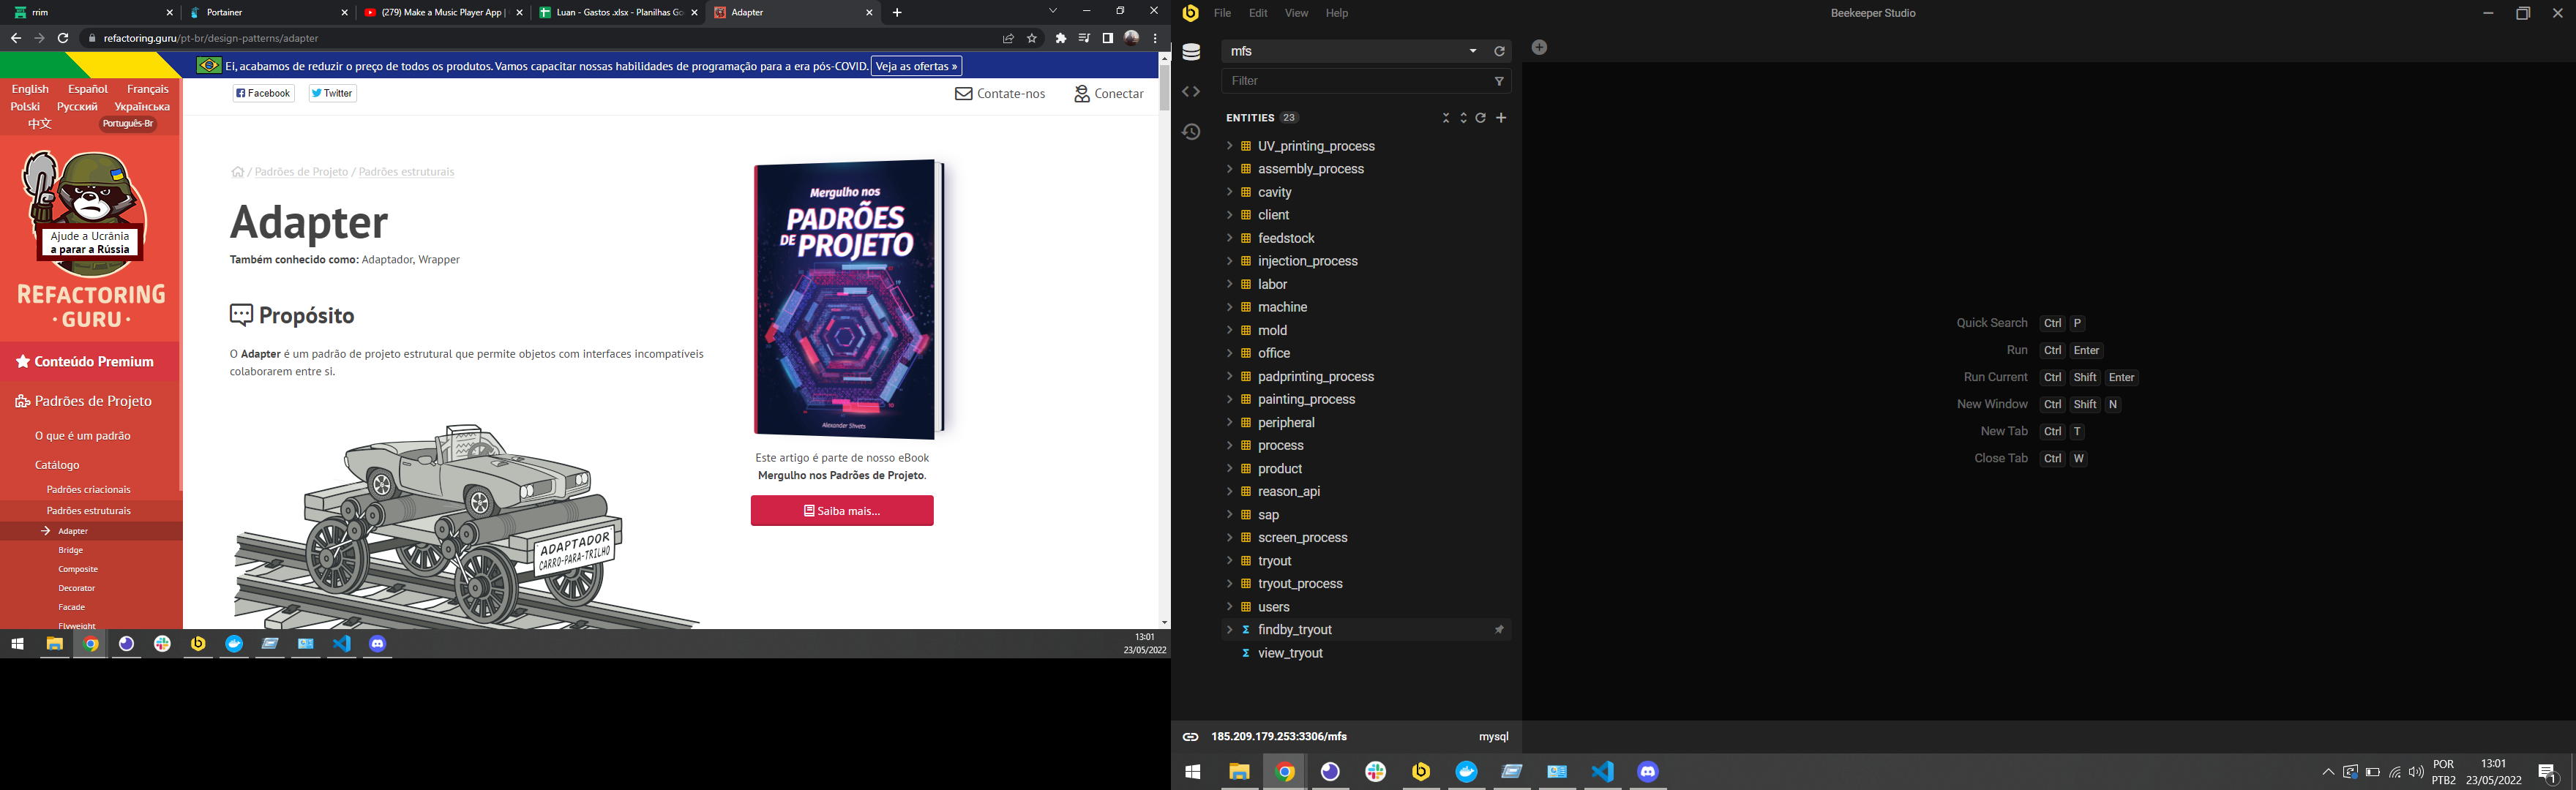 rrim
Portainer
(279) Make a Music Player App |
Luan - Gastos .xlsx - Planilhas Go
Adapter
refactoring.guru/pt-br/design-patterns/adapter
Ei, acabamos de reduzir o preço de todos os produtos. Vamos capacitar nossas habilidades de programação para a era pós-COVID. Veja as ofertas »
English Español Français
Polski Русский Українська
中文 Português-Br
Facebook
Twitter
Contate-nos
Conectar
Ajude a Ucrânia
a parar a Rússia
REFACTORING
· GURU ·
Conteúdo Premium
Padrões de Projeto
O que é um padrão
Catálogo
Padrões criacionais
Padrões estruturais
Adapter
Bridge
Composite
Decorator
Facade
Flyweight
/ Padrões de Projeto / Padrões estruturais
Adapter
Também conhecido como: Adaptador, Wrapper
Propósito
O Adapter é um padrão de projeto estrutural que permite objetos com interfaces incompatíveis
colaborarem entre si.
ADAPTADOR
CARRO-PARA-TRILHO
Mergulho nos
PADRÕES
DE PROJETO
Alexander Shvets
Este artigo é parte de nosso eBook
Mergulho nos Padrões de Projeto.
Saiba mais...
13:01
23/05/2022
File Edit View Help
Beekeeper Studio
mfs
Filter
ENTITIES 23
UV_printing_process
assembly_process
cavity
client
feedstock
injection_process
labor
machine
mold
office
padprinting_process
painting_process
peripheral
process
product
reason_api
sap
screen_process
tryout
tryout_process
users
findby_tryout
view_tryout
185.209.179.253:3306/mfs
mysql
Quick Search Ctrl P
Run Ctrl Enter
Run Current Ctrl Shift Enter
New Window Ctrl Shift N
New Tab Ctrl T
Close Tab Ctrl W
POR
PTB2
13:01
23/05/2022
1